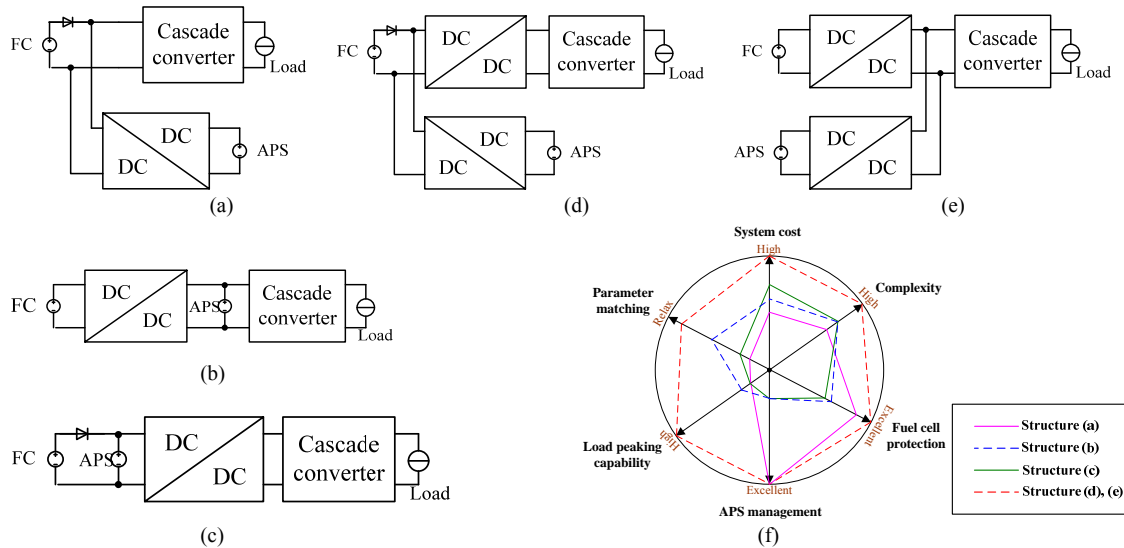 FC
Cascade
converter
Load
DC
DC
APS
(a)
FC
DC
DC
Cascade
converter
Load
DC
DC
APS
(d)
FC
DC
DC
Cascade
converter
Load
APS
DC
DC
(e)
FC
DC
DC
APS
Cascade
converter
Load
(b)
FC
APS
DC
DC
Cascade
converter
Load
(c)
System cost
High
Complexity
High
Parameter
matching
Relax
Fuel cell
protection
Excellent
Load peaking
capability
High
Excellent
APS management
(f)
Structure (a)
Structure (b)
Structure (c)
Structure (d), (e)